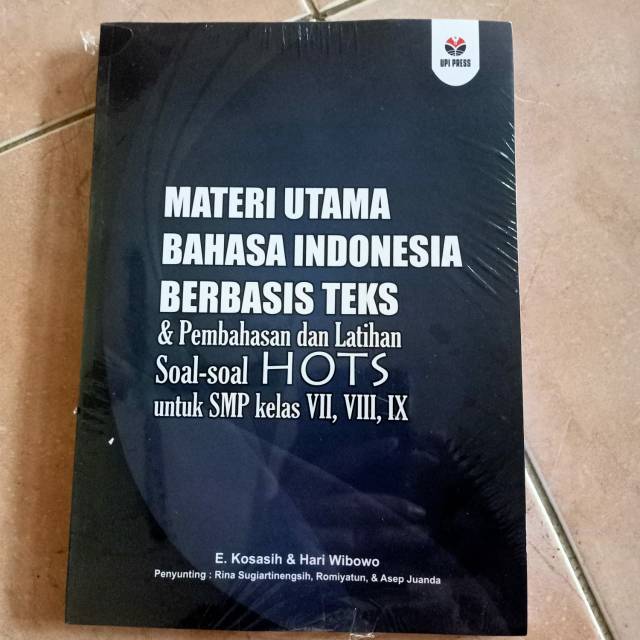 UPI PRESS
MATERI UTAMA
BAHASA INDONESIA
BERBASIS TEKS
& Pembahasan dan Latihan
Soal-soal HOTS
untuk SMP kelas VII, VIII, IX
E. Kosasih & Hari Wibowo
Penyunting : Rina Sugiartinengsih, Romiyatun, & Asep Juanda